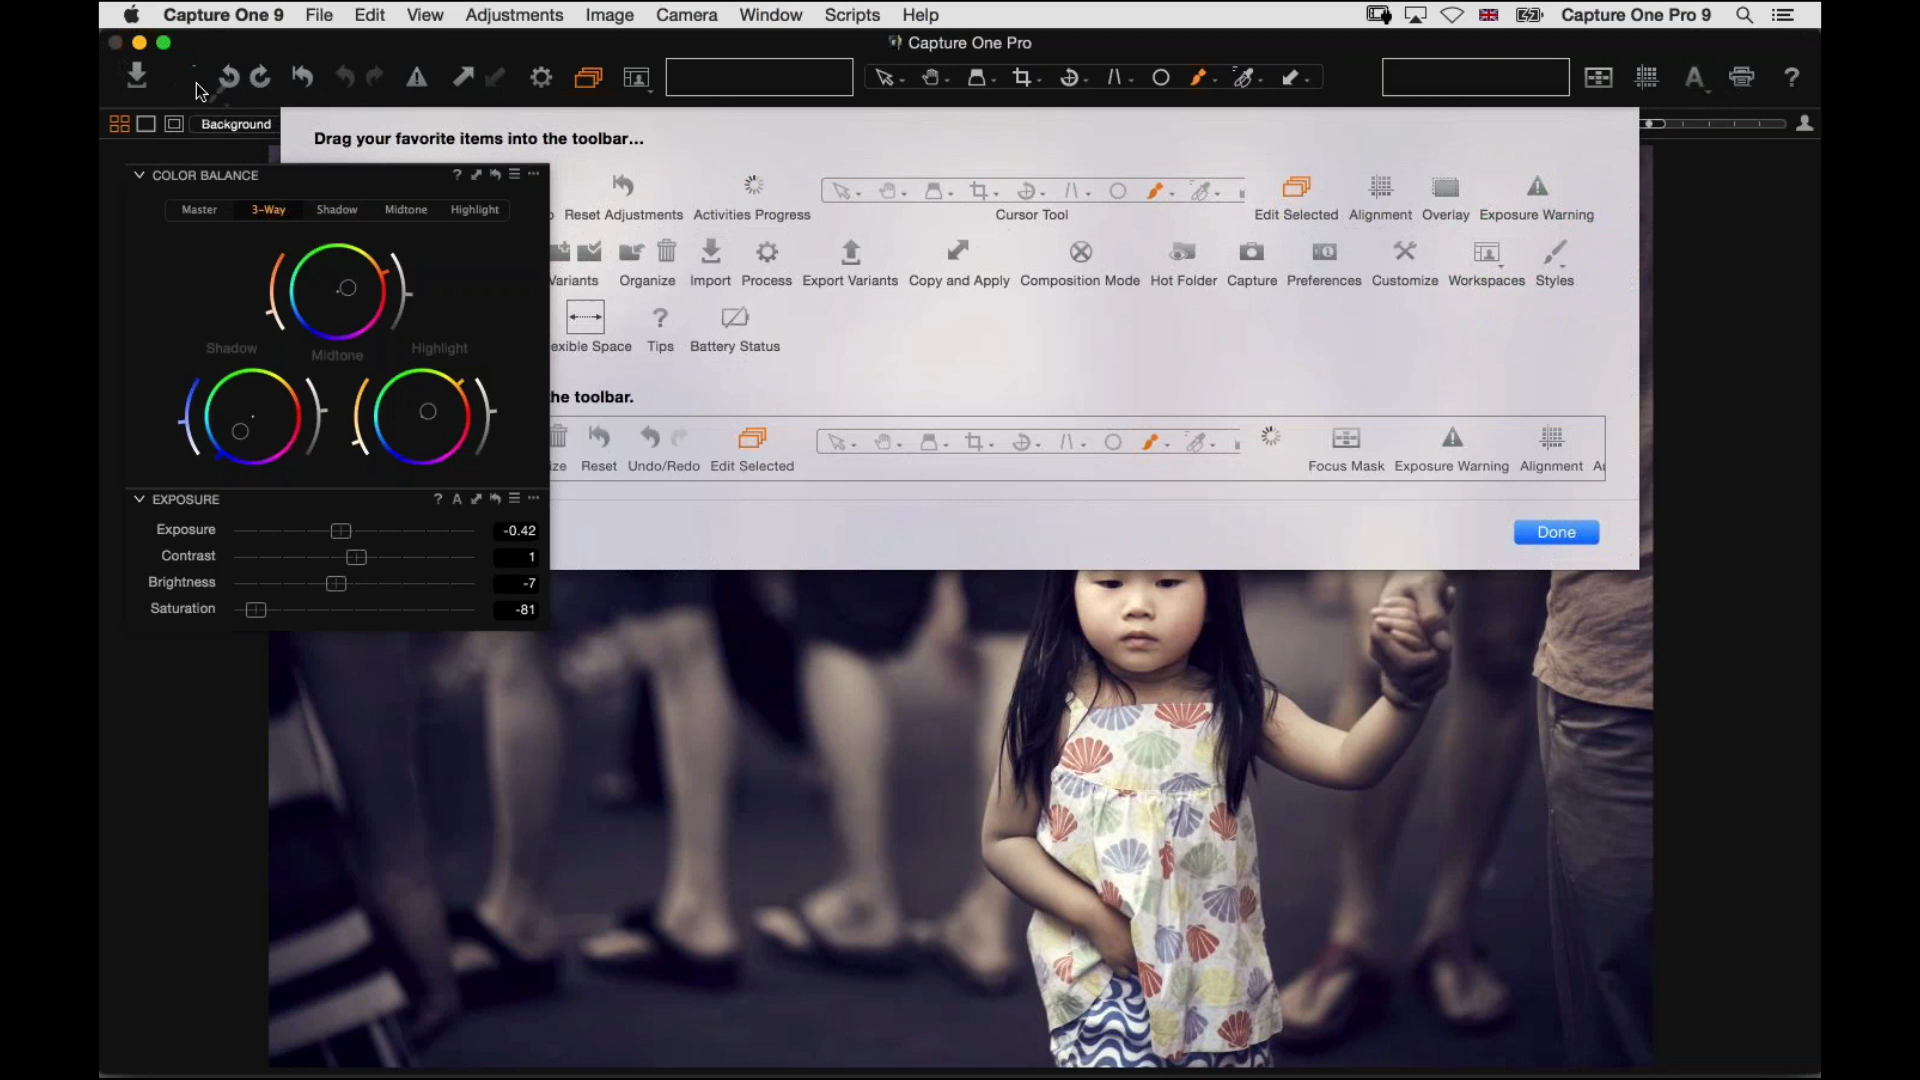 Capture One 9 File Edit View Adjustments Image Camera Window Scripts Help Capture One Pro 9
Capture One Pro
Background
Drag your favorite items into the toolbar...
COLOR BALANCE
Master 3-Way Shadow Midtone Highlight
Reset Adjustments Activities Progress Cursor Tool Edit Selected Alignment Overlay Exposure Warning
Variants Organize Import Process Export Variants Copy and Apply Composition Mode Hot Folder Capture Preferences Customize Workspaces Styles
Shadow Midtone Highlight
exible Space Tips Battery Status
he toolbar.
ze Reset Undo/Redo Edit Selected Focus Mask Exposure Warning Alignment
EXPOSURE
Exposure -0.42
Contrast 1
Brightness -7
Saturation -81
Done